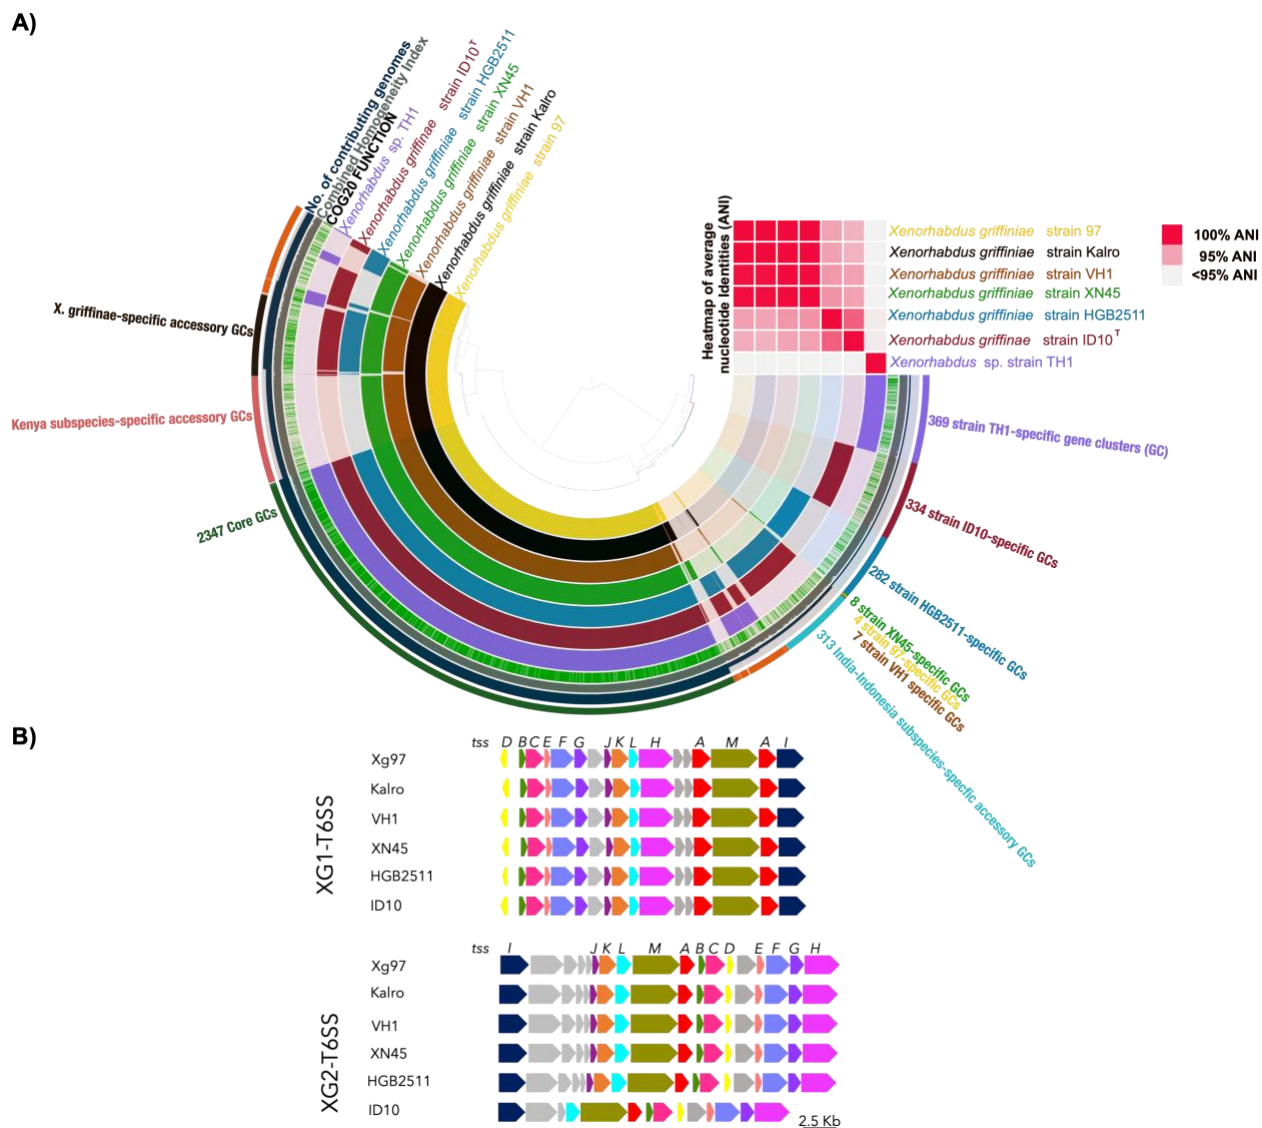 A)
No. of contributing genomes
Combined Homogeneity Index
COG20 FUNCTION
Xenorhabdus sp. TH1
Xenorhabdus griffinae strain ID10T
Xenorhabdus griffiniae strain HGB2511
Xenorhabdus griffiniae strain XN45
Xenorhabdus griffiniae strain VH1
Xenorhabdus griffiniae strain Kalro
Xenorhabdus griffiniae strain 97
Heatmap of average
nucleotide Identities (ANI)
Xenorhabdus griffiniae strain 97
Xenorhabdus griffiniae strain Kalro
Xenorhabdus griffiniae strain VH1
Xenorhabdus griffiniae strain XN45
Xenorhabdus griffiniae strain HGB2511
Xenorhabdus griffinae strain ID10T
Xenorhabdus sp. strain TH1
100% ANI
95% ANI
<95% ANI
X. griffinae-specific accessory GCs
Kenya subspecies-specific accessory GCs
2347 Core GCs
369 strain TH1-specific gene clusters (GC)
334 strain ID10-specific GCs
282 strain HGB2511-specific GCs
8 strain XN45-specific GCs
4 strain 97-specific GCs
7 strain VH1 specific GCs
313 India-Indonesia subspecies-specfic accessory GCs
B)
XG1-T6SS
tss D B C E F G J K L H A M A I
Xg97
Kalro
VH1
XN45
HGB2511
ID10
XG2-T6SS
tss I J K L M A B C D E F G H
Xg97
Kalro
VH1
XN45
HGB2511
ID10
2.5 Kb